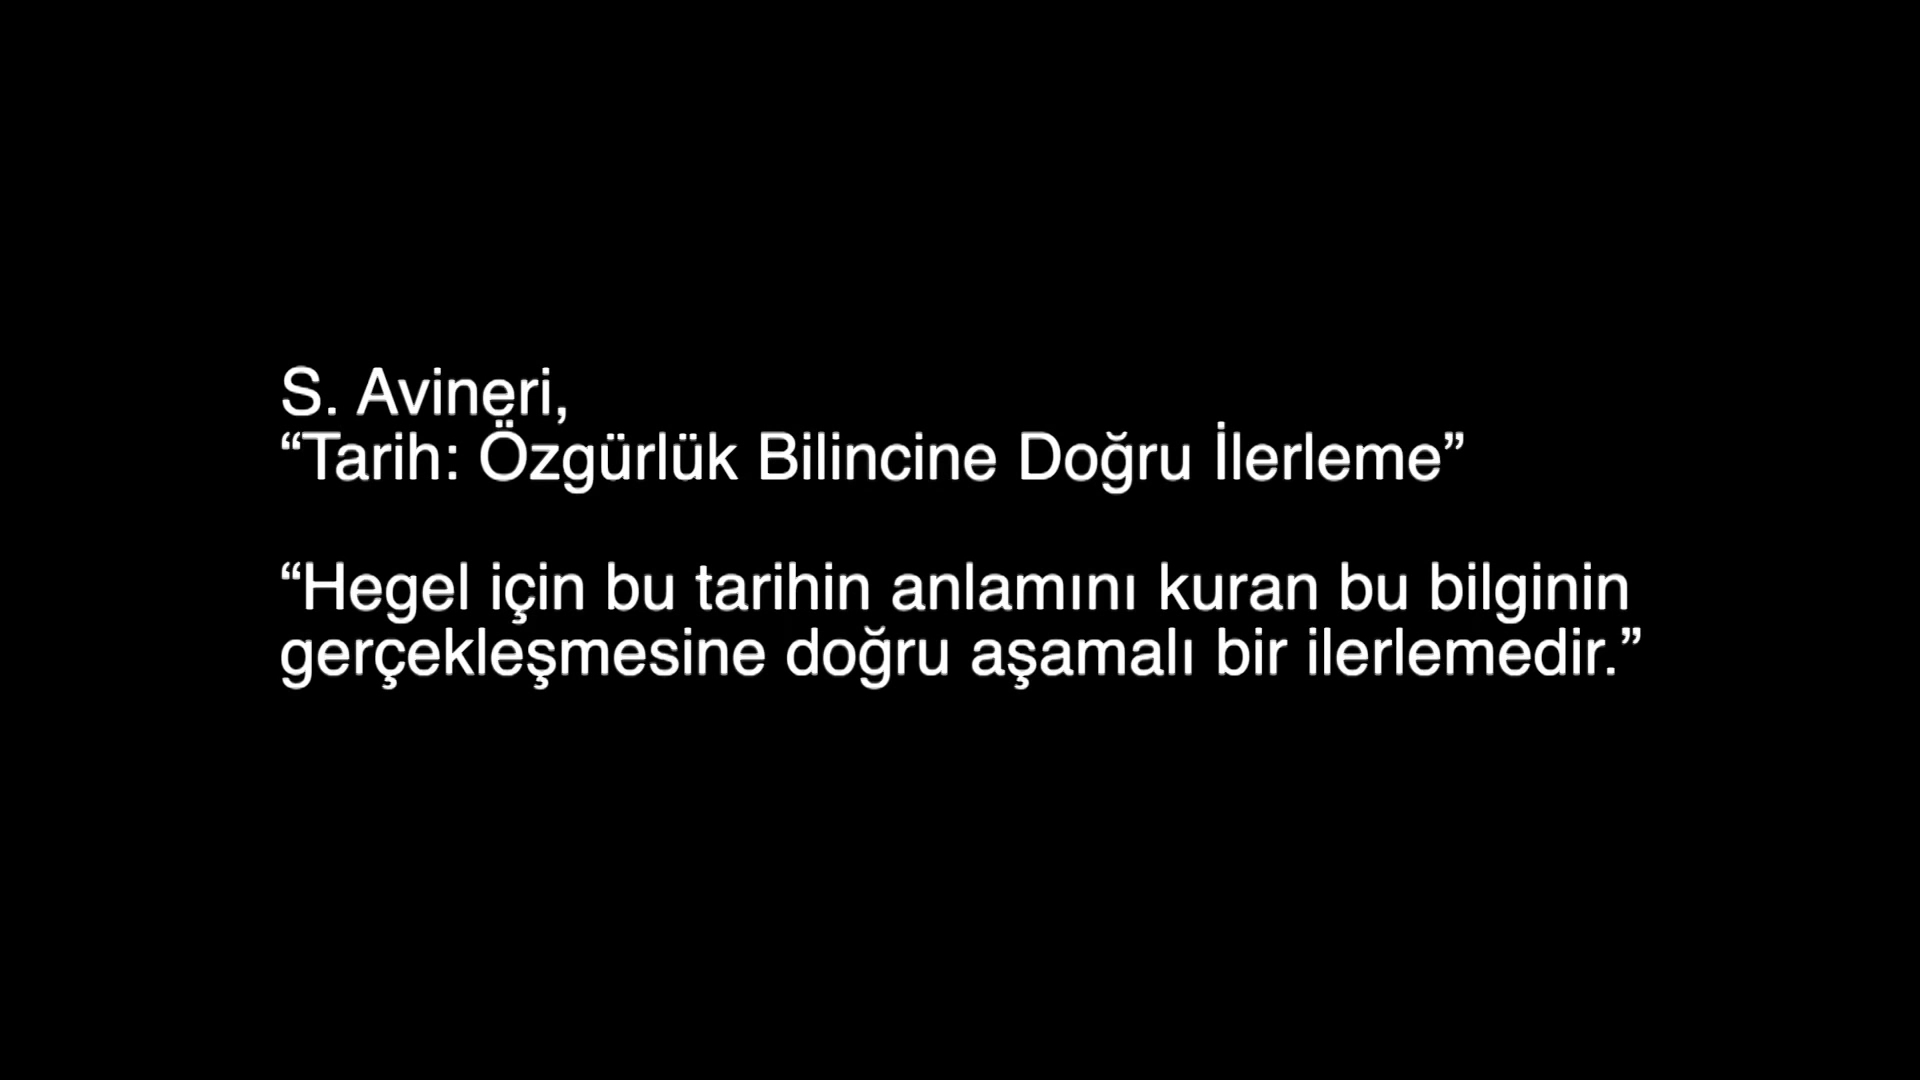 S. Avineri,
“Tarih: Özgürlük Bilincine Doğru İlerleme”
“Hegel için bu tarihin anlamını kuran bu bilginin
gerçekleşmesine doğru aşamalı bir ilerlemedir.”